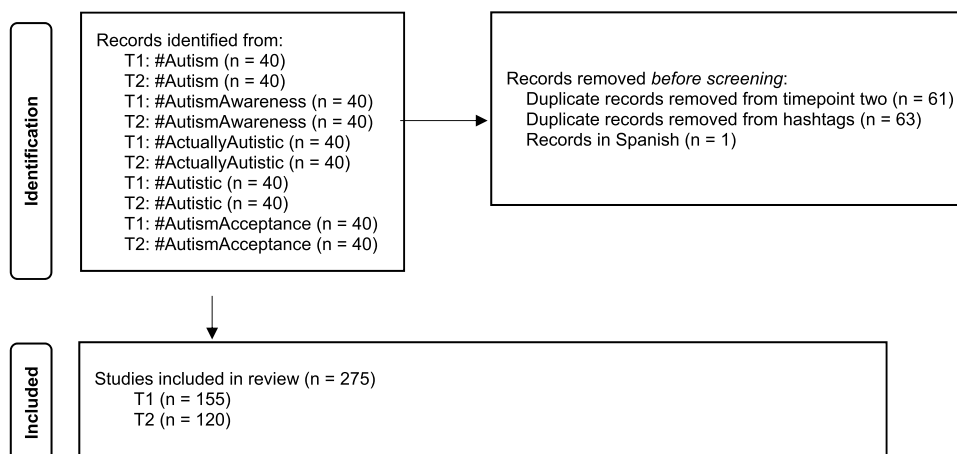 Identification
Records identified from:
T1: #Autism (n = 40)
T2: #Autism (n = 40)
T1: #AutismAwareness (n = 40)
T2: #AutismAwareness (n = 40)
T1: #ActuallyAutistic (n = 40)
T2: #ActuallyAutistic (n = 40)
T1: #Autistic (n = 40)
T2: #Autistic (n = 40)
T1: #AutismAcceptance (n = 40)
T2: #AutismAcceptance (n = 40)
Records removed before screening:
Duplicate records removed from timepoint two (n = 61)
Duplicate records removed from hashtags (n = 63)
Records in Spanish (n = 1)
Included
Studies included in review (n = 275)
T1 (n = 155)
T2 (n = 120)